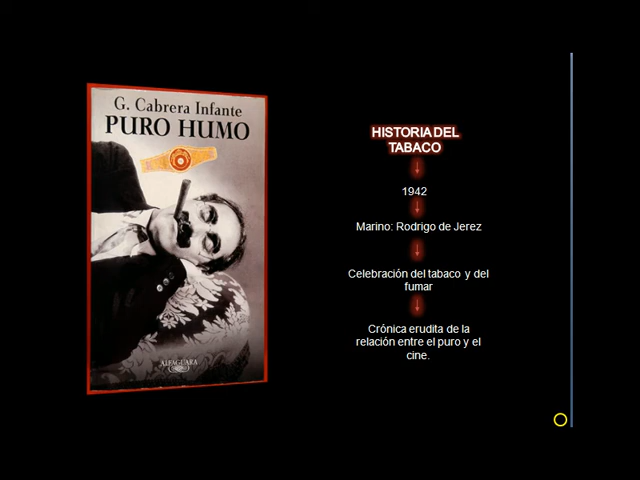 G. Cabrera Infante
PURO HUMO
ALFAGUARA
HISTORIA DEL
TABACO
1942
Marino: Rodrigo de Jerez
Celebración del tabaco y del
fumar
Crónica erudita de la
relación entre el puro y el
cine.